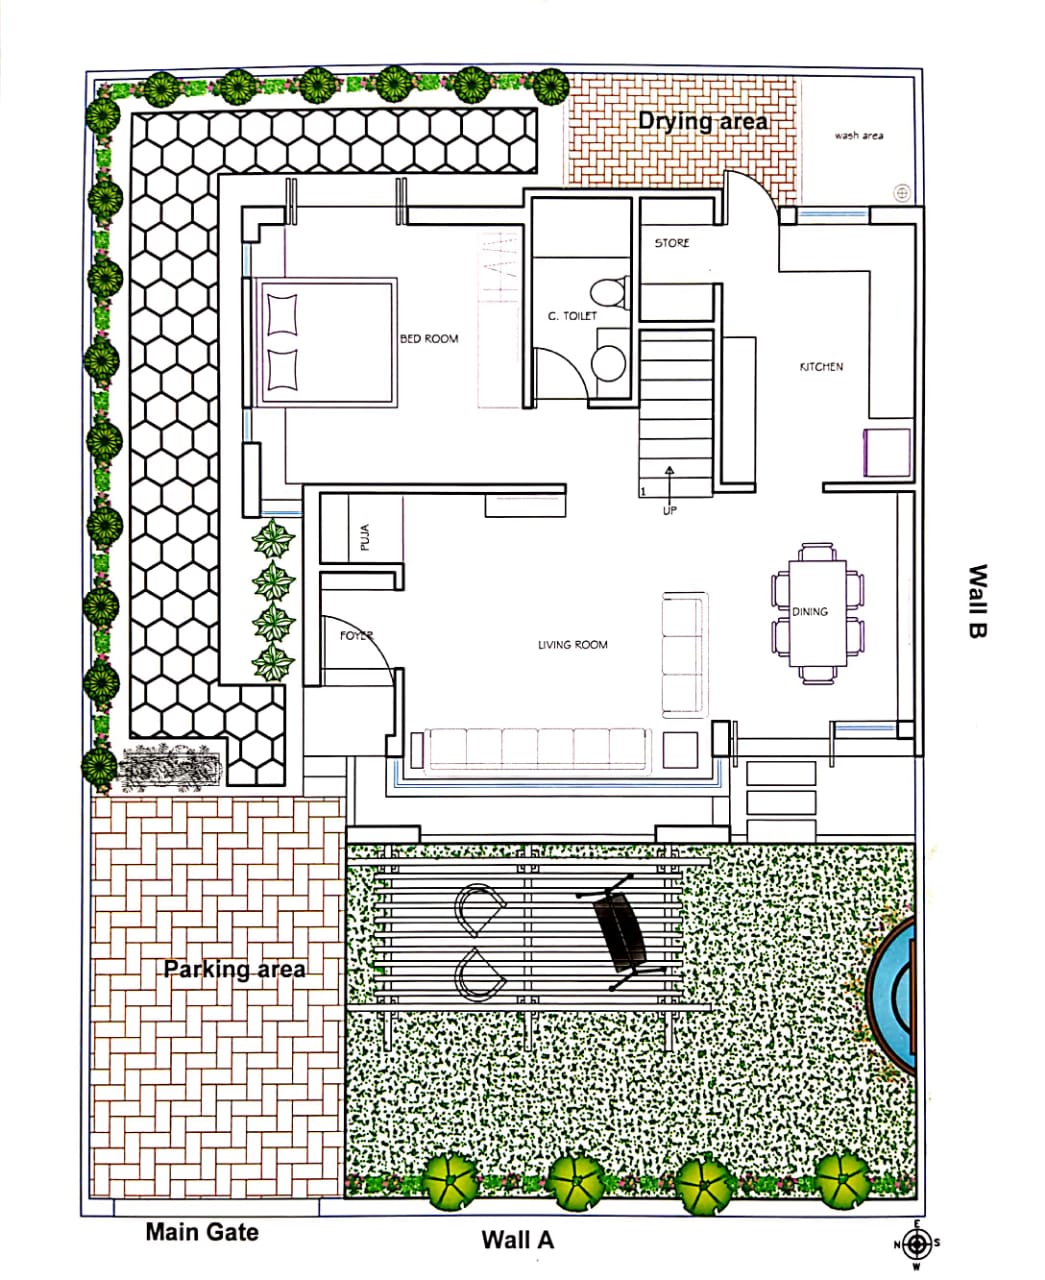 Drying area
wash area
STORE
C. TOILET
BED ROOM
KITCHEN
1
UP
PUJA
FOYER
LIVING ROOM
DINING
Wall B
Parking area
Main Gate
Wall A
E
N S
W